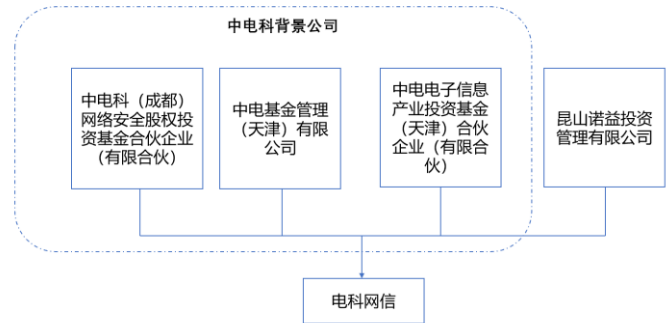 中电科背景公司
中电科（成都）
网络安全股权投
资基金合伙企业
（有限合伙）
中电基金管理
（天津）有限
公司
中电电子信息
产业投资基金
（天津）合伙
企业（有限合
伙）
昆山诺益投资
管理有限公司
电科网信